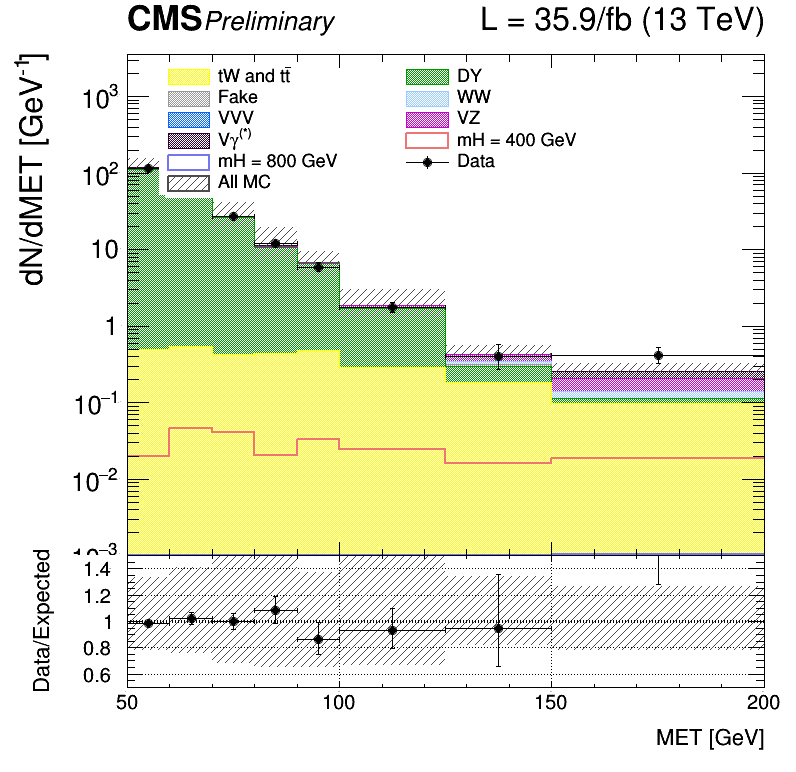 CMS Preliminary L = 35.9/fb (13 TeV)
dN/dMET [GeV⁻¹]
tW and tt̄ DY
Fake WW
VVV VZ
Vγ⁽*⁾ mH = 400 GeV
mH = 800 GeV Data
All MC
10³
10²
10
1
10⁻¹
10⁻²
Data/Expected
1.4
1.2
1
0.8
0.6
50 100 150 200
MET [GeV]